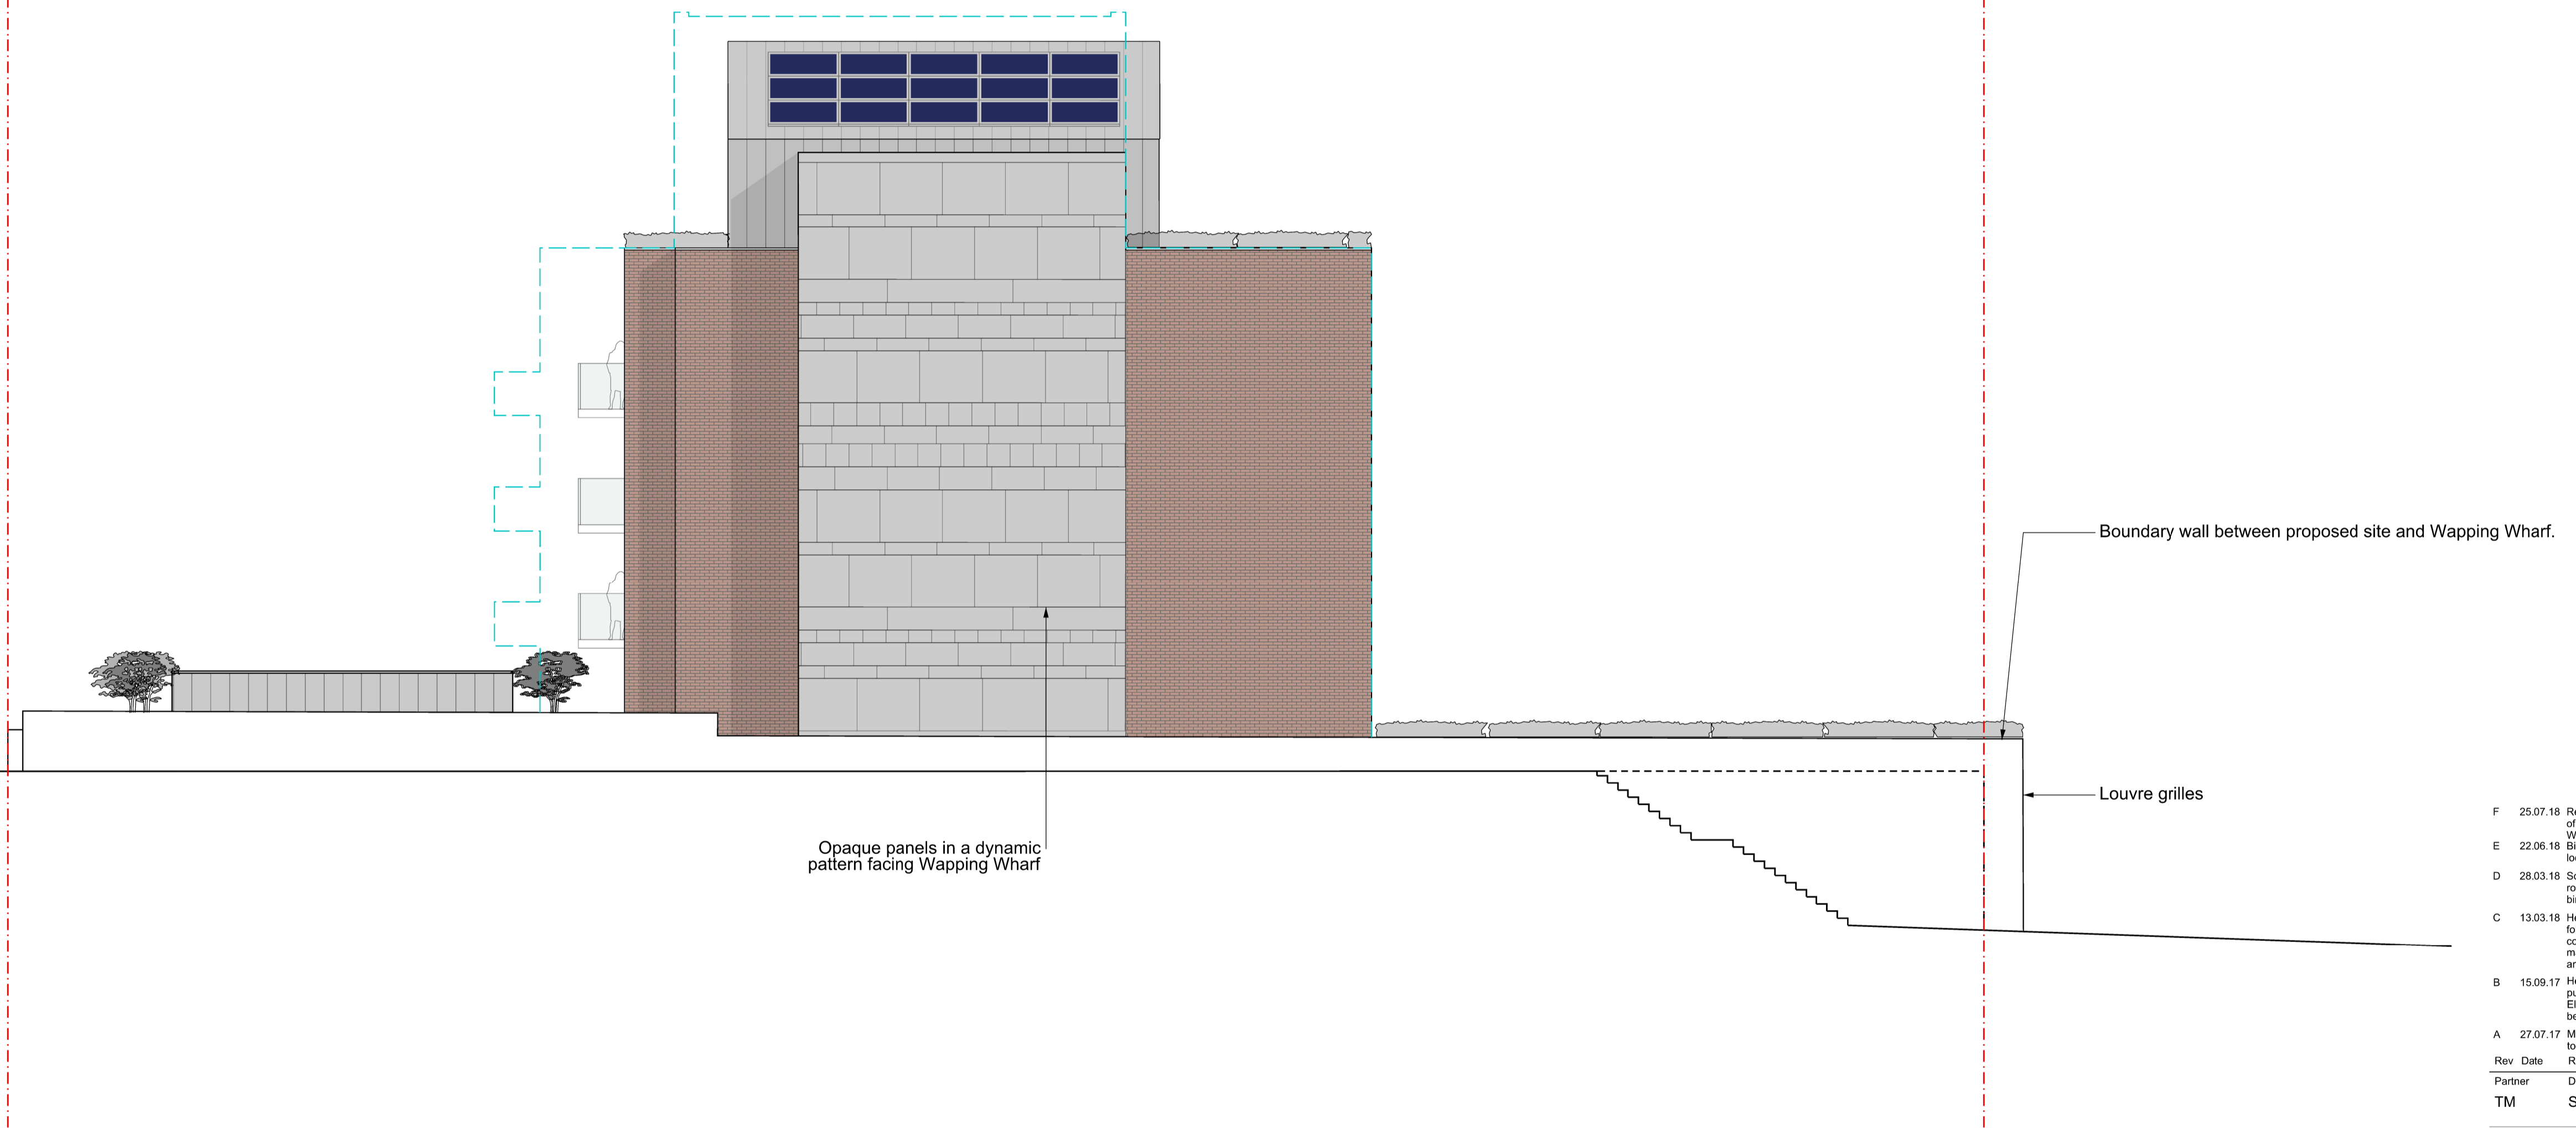 Boundary wall between proposed site and Wapping Wharf.
Louvre grilles
Opaque panels in a dynamic
pattern facing Wapping Wharf
F 25.07.18
of
E 22.06.18
D 28.03.18
C 13.03.18
B 15.09.17
A 27.07.17
to
Rev Date
Partner
TM